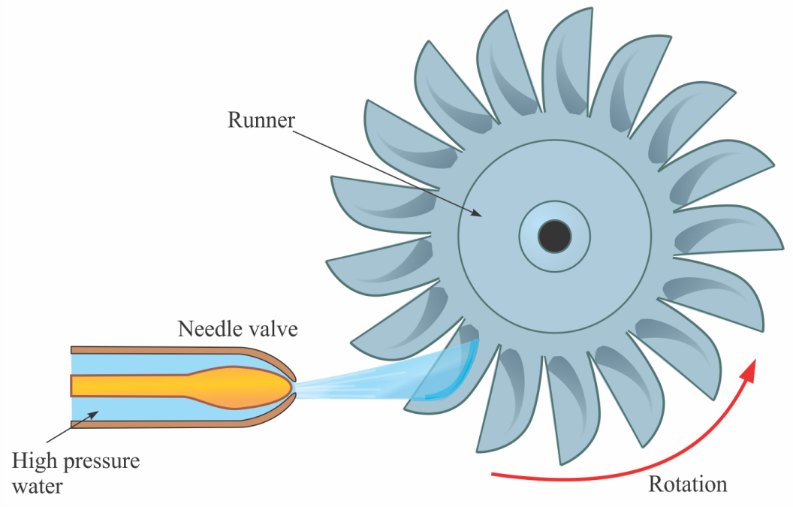 Runner
Needle valve
High pressure
water
Rotation